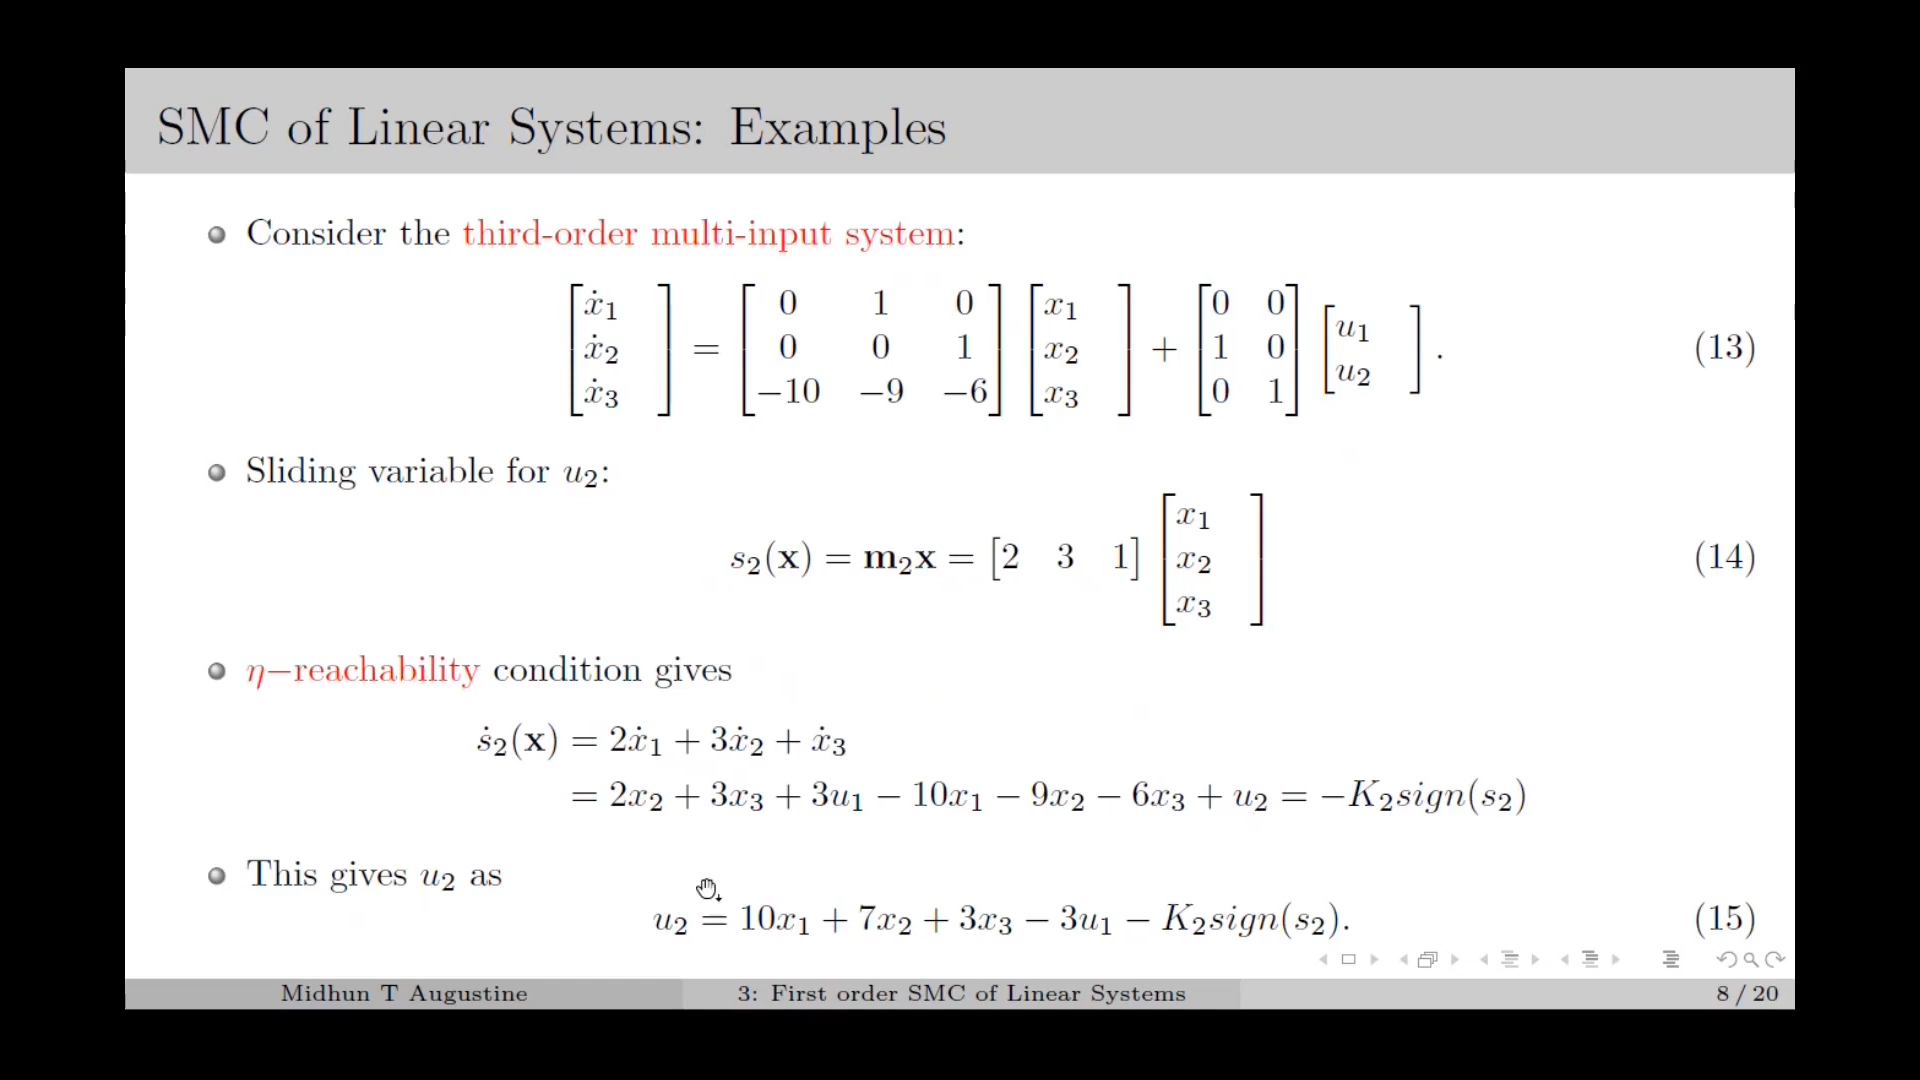 SMC of Linear Systems: Examples
Consider the third-order multi-input system:
[ẋ1 ẋ2 ẋ3] = [0 1 0; 0 0 1; −10 −9 −6] [x1 x2 x3] + [0 0; 1 0; 0 1] [u1 u2]. (13)
Sliding variable for u2:
s2(x) = m2x = [2 3 1] [x1 x2 x3] (14)
η−reachability condition gives
ṡ2(x) = 2ẋ1 + 3ẋ2 + ẋ3
= 2x2 + 3x3 + 3u1 − 10x1 − 9x2 − 6x3 + u2 = −K2sign(s2)
This gives u2 as
u2 = 10x1 + 7x2 + 3x3 − 3u1 − K2sign(s2). (15)
Midhun T Augustine 3: First order SMC of Linear Systems 8 / 20